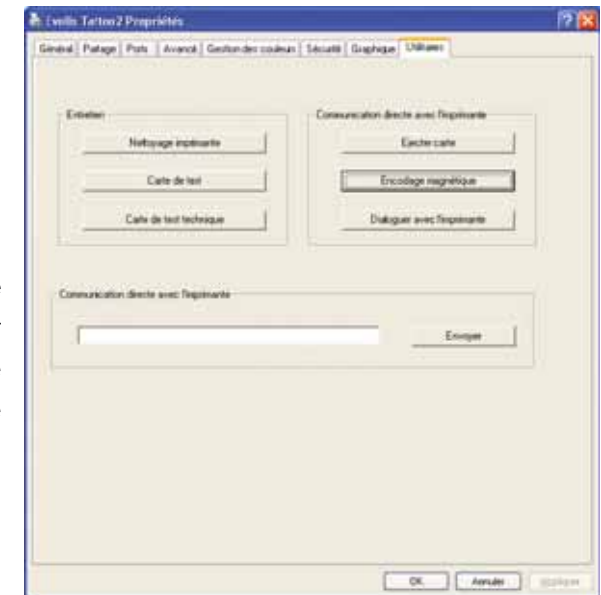 Evolis Tattoo2 Propriétés
Général Partage Ports Avancé Gestion des couleurs Sécurité Graphique Utilitaires
Entretien
Communication directe avec l'imprimante
Nettoyage imprimante
Ejecter carte
Carte de test
Encodage magnétique
Carte de test technique
Dialoguer avec l'imprimante
Communication directe avec l'imprimante
Envoyer
OK Annuler Appliquer